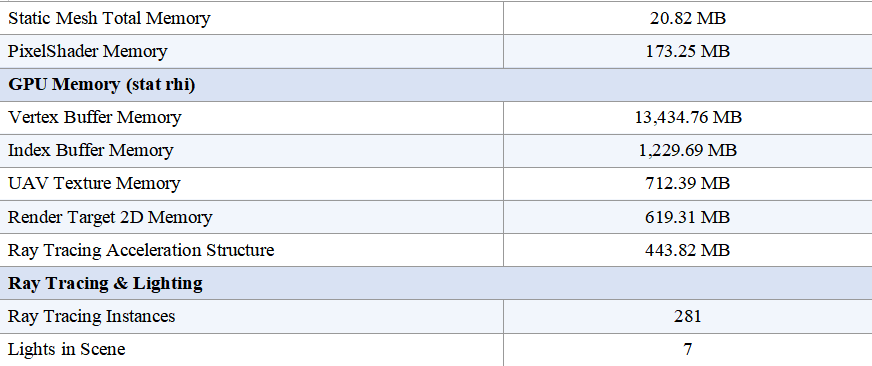 Static Mesh Total Memory 20.82 MB
PixelShader Memory 173.25 MB
GPU Memory (stat rhi)
Vertex Buffer Memory 13,434.76 MB
Index Buffer Memory 1,229.69 MB
UAV Texture Memory 712.39 MB
Render Target 2D Memory 619.31 MB
Ray Tracing Acceleration Structure 443.82 MB
Ray Tracing & Lighting
Ray Tracing Instances 281
Lights in Scene 7